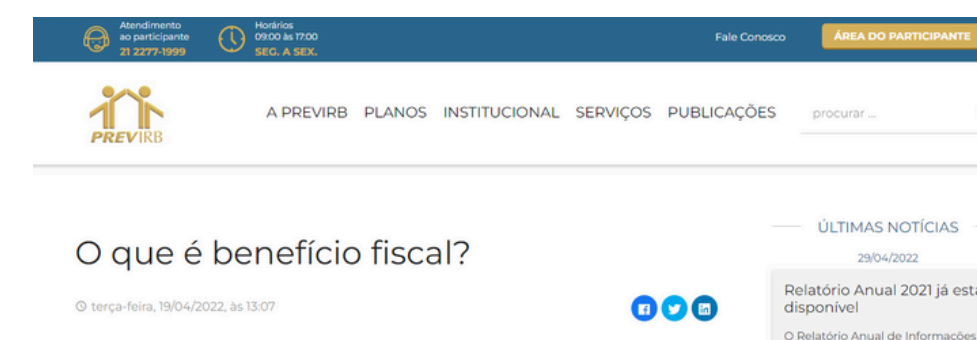 Atendimento
ao participante
21 2277-1999
Horários
09:00 às 17:00
SEG. A SEX.
Fale Conosco
ÁREA DO PARTICIPANTE
PREVIRB
A PREVIRB PLANOS INSTITUCIONAL SERVIÇOS PUBLICAÇÕES
procurar ...
O que é benefício fiscal?
terça-feira, 19/04/2022, às 13:07
ÚLTIMAS NOTÍCIAS
29/04/2022
Relatório Anual 2021 já está
disponível
O Relatório Anual de Informações